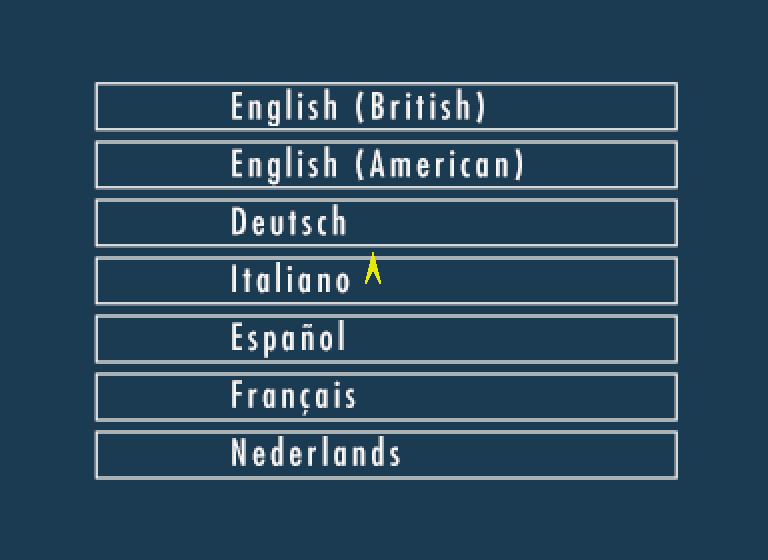 English (British)
English (American)
Deutsch
Italiano
Español
Français
Nederlands